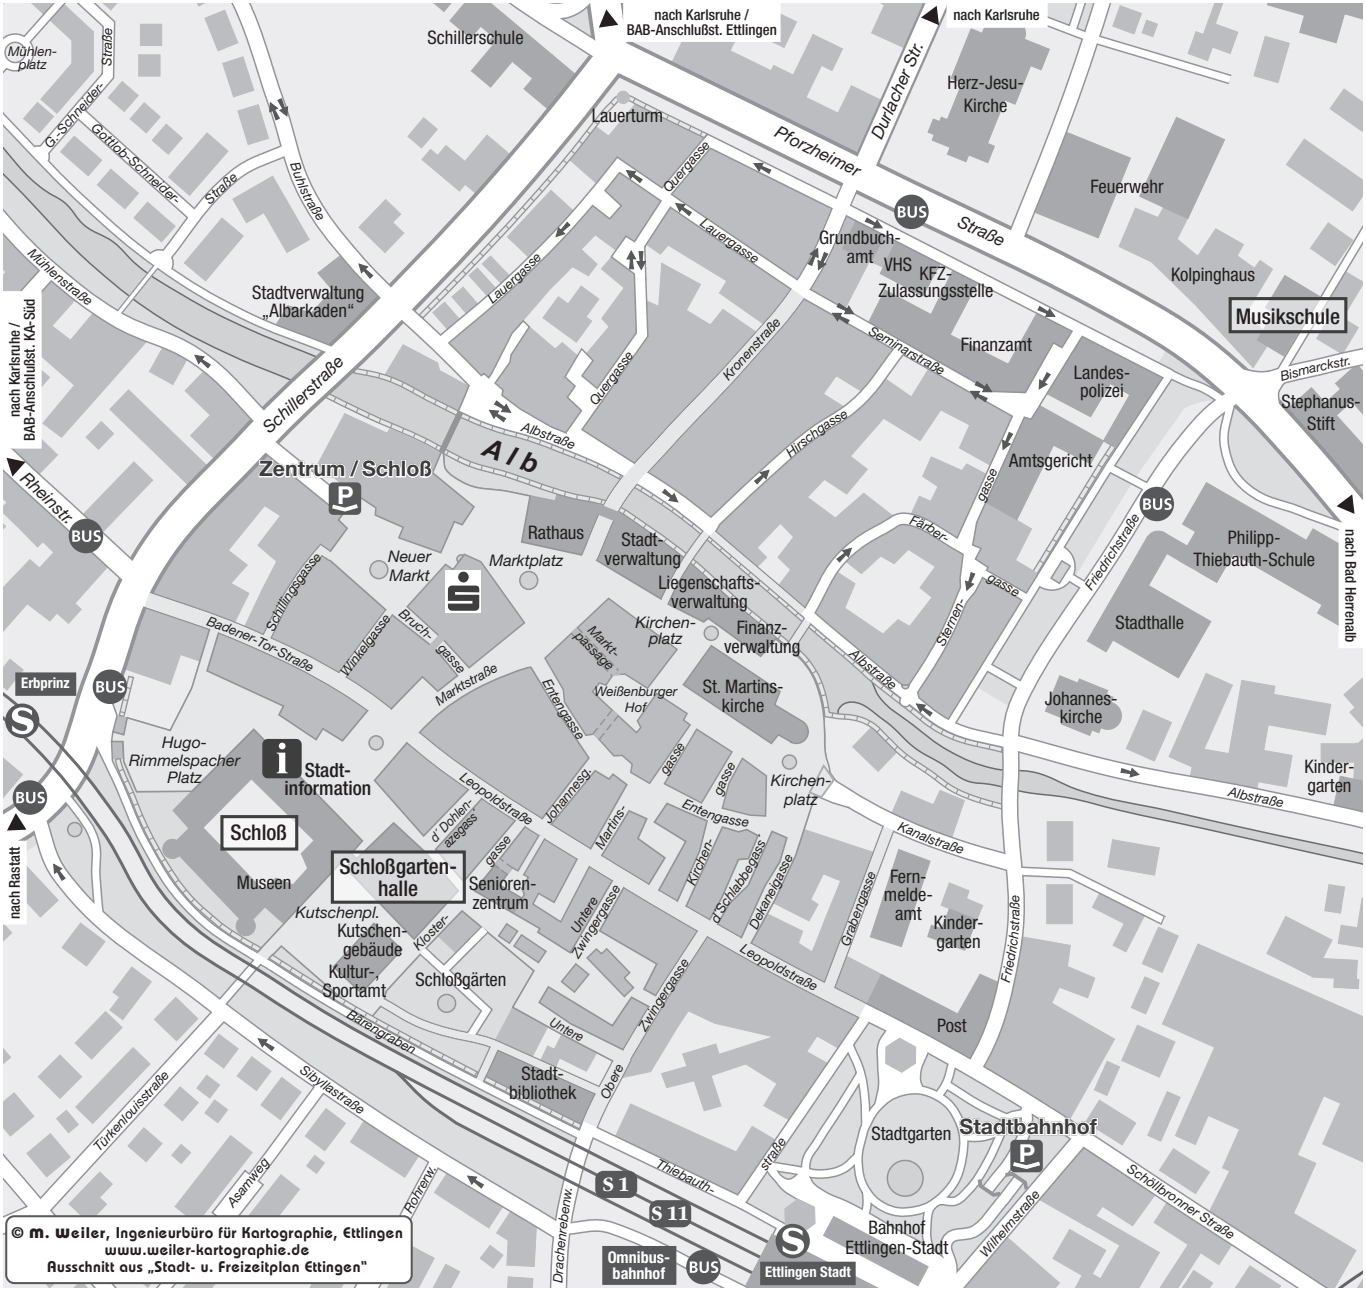 nach Karlsruhe /
BAB-Anschlußst. Ettlingen
nach Karlsruhe
Mühlen-
platz
Straße
Schillerschule
Durlacher Str.
Herz-Jesu-
Kirche
G.-Schneider-
Gottlob-Schneider-
Straße
Buhlstraße
Lauerturm
Pforzheimer
Straße
Quergasse
Feuerwehr
BUS
Lauergasse
Grundbuch-
amt
VHS
KFZ-
Zulassungsstelle
Kolpinghaus
Mühlenstraße
Stadtverwaltung
„Albarkaden“
Lauergasse
Musikschule
nach Karlsruhe /
BAB-Anschlußst. KA-Süd
Schillerstraße
Kronenstraße
Seminarstraße
Finanzamt
Landes-
polizei
Bismarckstr.
Stephanus-
Stift
Quergasse
Albstraße
Hirschgasse
Alb
Zentrum / Schloß
P
Amtsgericht
Rheinstr.
BUS
gasse
BUS
Färber-
gasse
Friedrichstraße
Philipp-
Thiebauth-Schule
nach Bad Herrenalb
Rathaus
Stadt-
verwaltung
Neuer
Markt
Marktplatz
Liegenschafts-
verwaltung
Schillingsgasse
Kirchen-
platz
Finanz-
verwaltung
Sternen-
Stadthalle
Badener-Tor-Straße
Winkelgasse
Bruch-
gasse
Markt-
passage
Albstraße
Marktstraße
Erbprinz
S
BUS
Entengasse
Weißenburger
Hof
St. Martins-
kirche
Johannes-
kirche
Hugo-
Rimmelspacher
Platz
i
Stadt-
information
gasse
gasse
Kirchen-
platz
Kinder-
garten
Albstraße
BUS
nach Rastatt
Leopoldstraße
Johannesg.
Entengasse
Schloß
d' Dohlen-
azegass'
Martins-
Kanalstraße
Schloßgarten-
halle
gasse
Senioren-
zentrum
Kirchen-
d'Schlabbegass'
Dekaneigasse
Museen
Grabengasse
Fern-
melde-
amt
Kinder-
garten
Kutschenpl.
Kutschen-
gebäude
Kloster-
Untere
Zwingergasse
Leopoldstraße
Friedrichstraße
Kultur-,
Sportamt
Schloßgärten
Zwingergasse
Bärengraben
Untere
Post
Obere
Stadt-
bibliothek
Sibyllastraße
Türkenlouisstraße
Stadtgarten
Stadtbahnhof
P
Asamweg
Rohrerw.
Thiebauth-
straße
S 1
S 11
Schöllbronner Straße
Wilhelmstraße
Drachenrebenw.
Bahnhof
Ettlingen-Stadt
S
Ettlingen Stadt
Omnibus-
bahnhof
BUS
© M. Weiler, Ingenieurbüro für Kartographie, Ettlingen
www.weiler-kartographie.de
Ausschnitt aus „Stadt- u. Freizeitplan Ettingen“